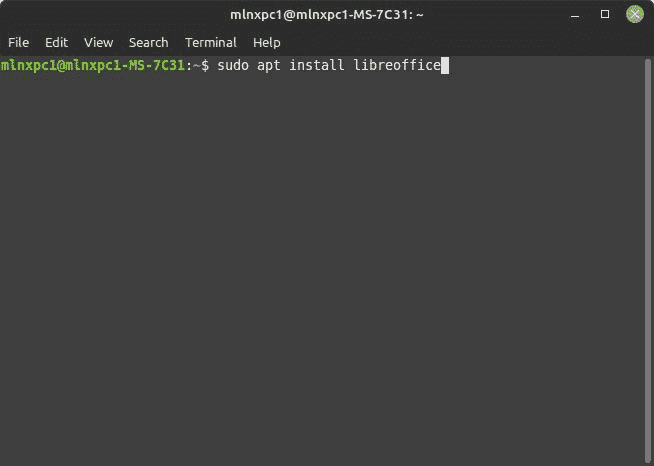 mlnxpc1@mlnxpc1-MS-7C31: ~
File Edit View Search Terminal Help
mlnxpc1@mlnxpc1-MS-7C31:~$ sudo apt install libreoffice